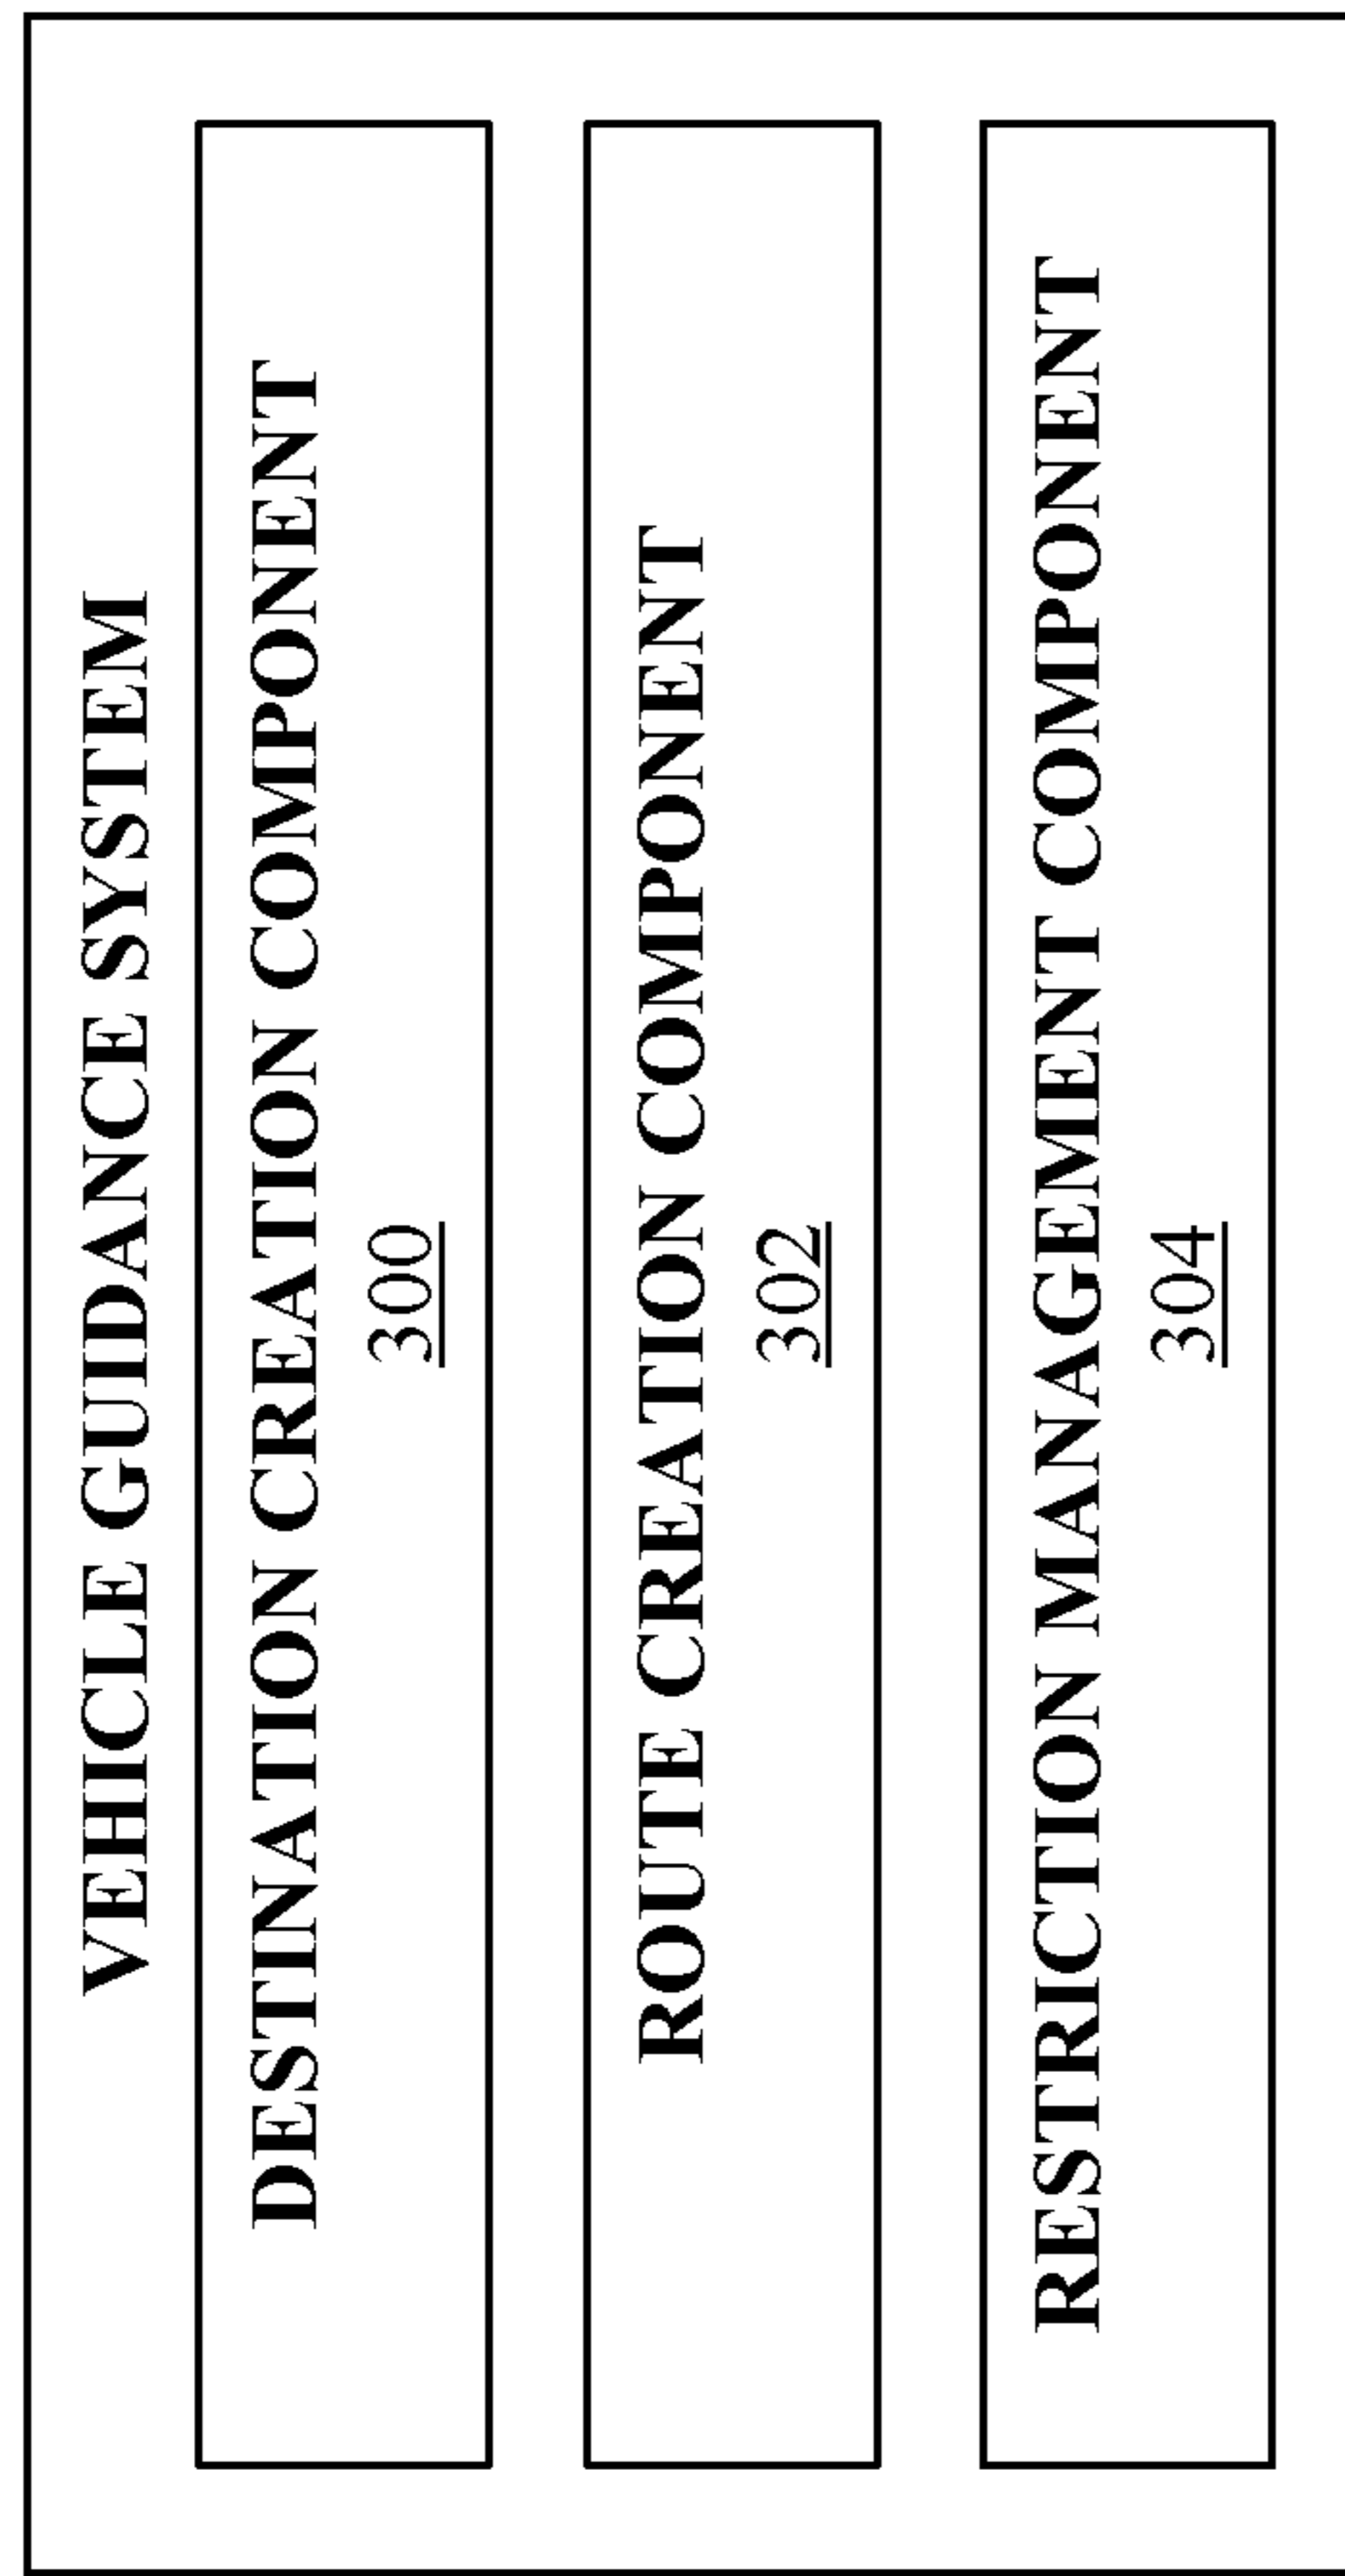 VEHICLE GUIDANCE SYSTEM
DESTINATION CREATION COMPONENT
300
ROUTE CREATION COMPONENT
302
RESTRICTION MANAGEMENT COMPONENT
304